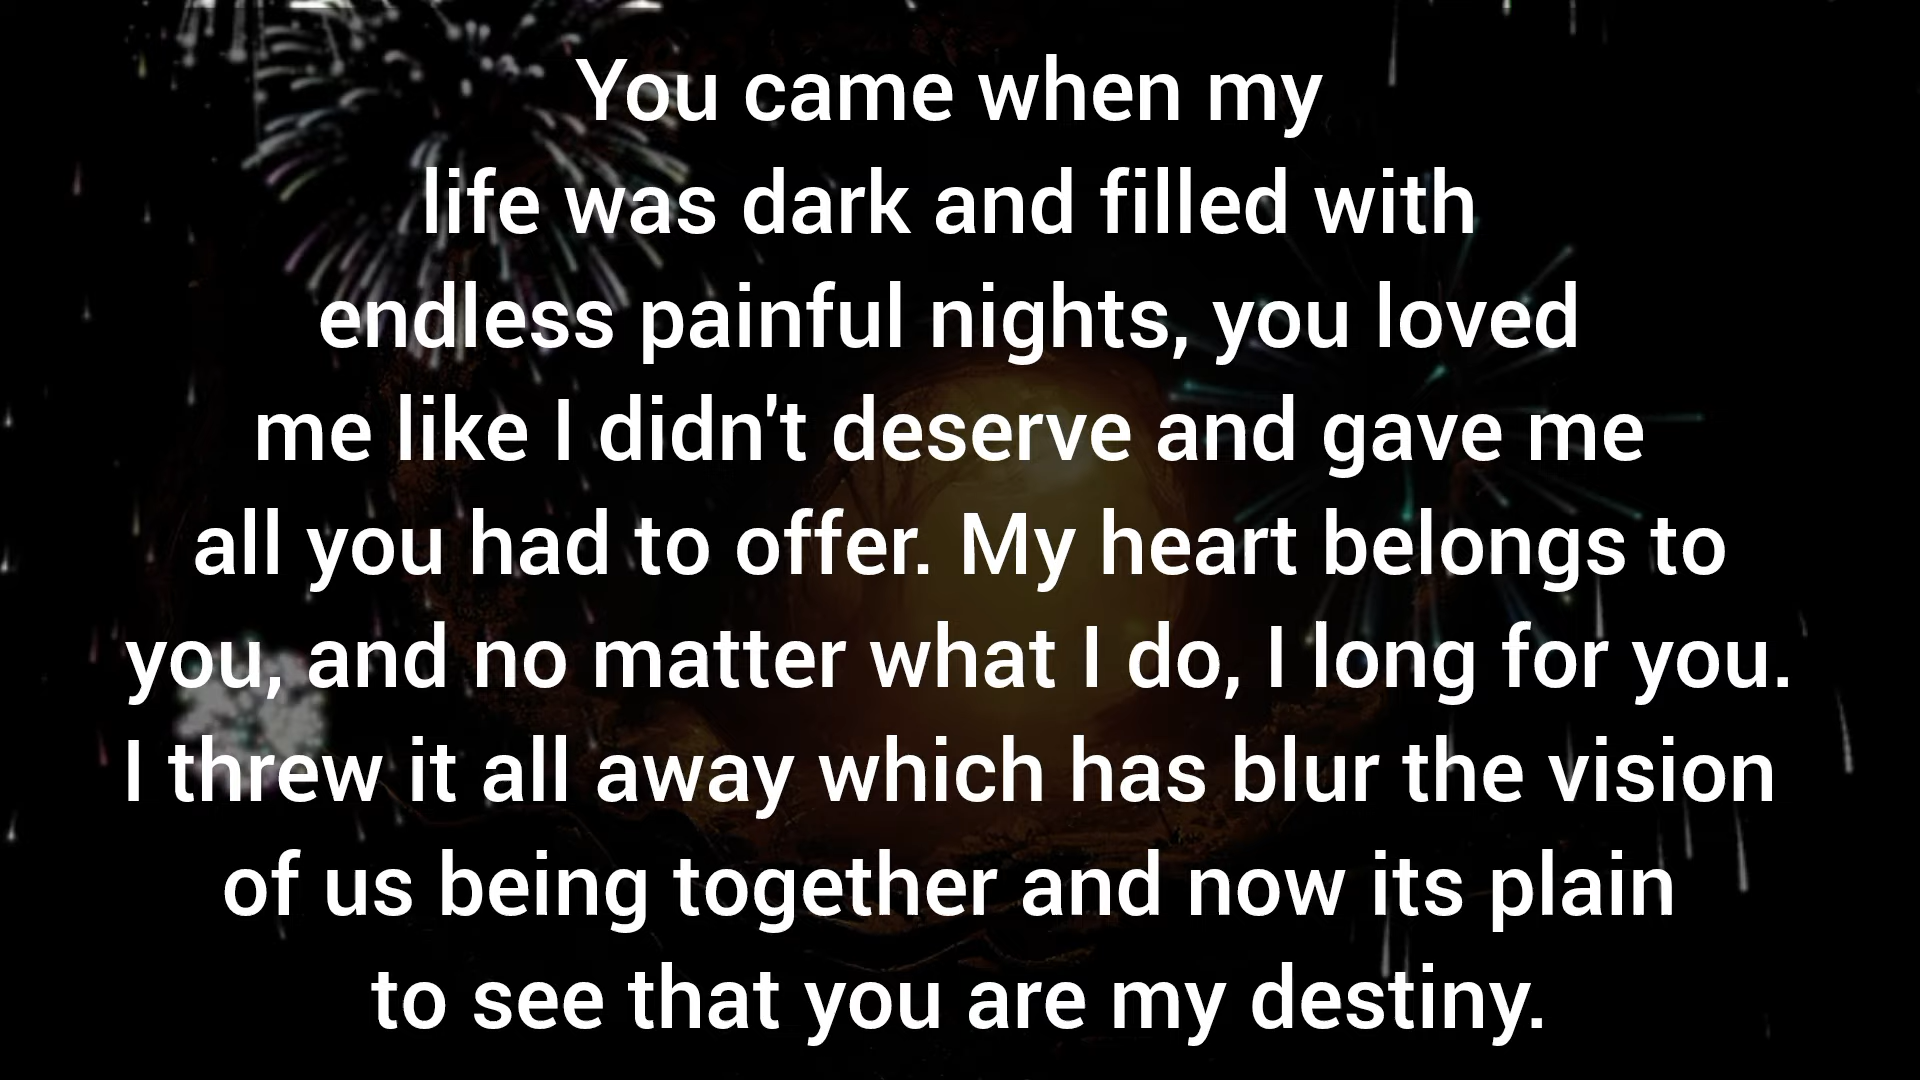 You came when my
life was dark and filled with
endless painful nights, you loved
me like I didn't deserve and gave me
all you had to offer. My heart belongs to
you, and no matter what I do, I long for you.
I threw it all away which has blur the vision
of us being together and now its plain
to see that you are my destiny.